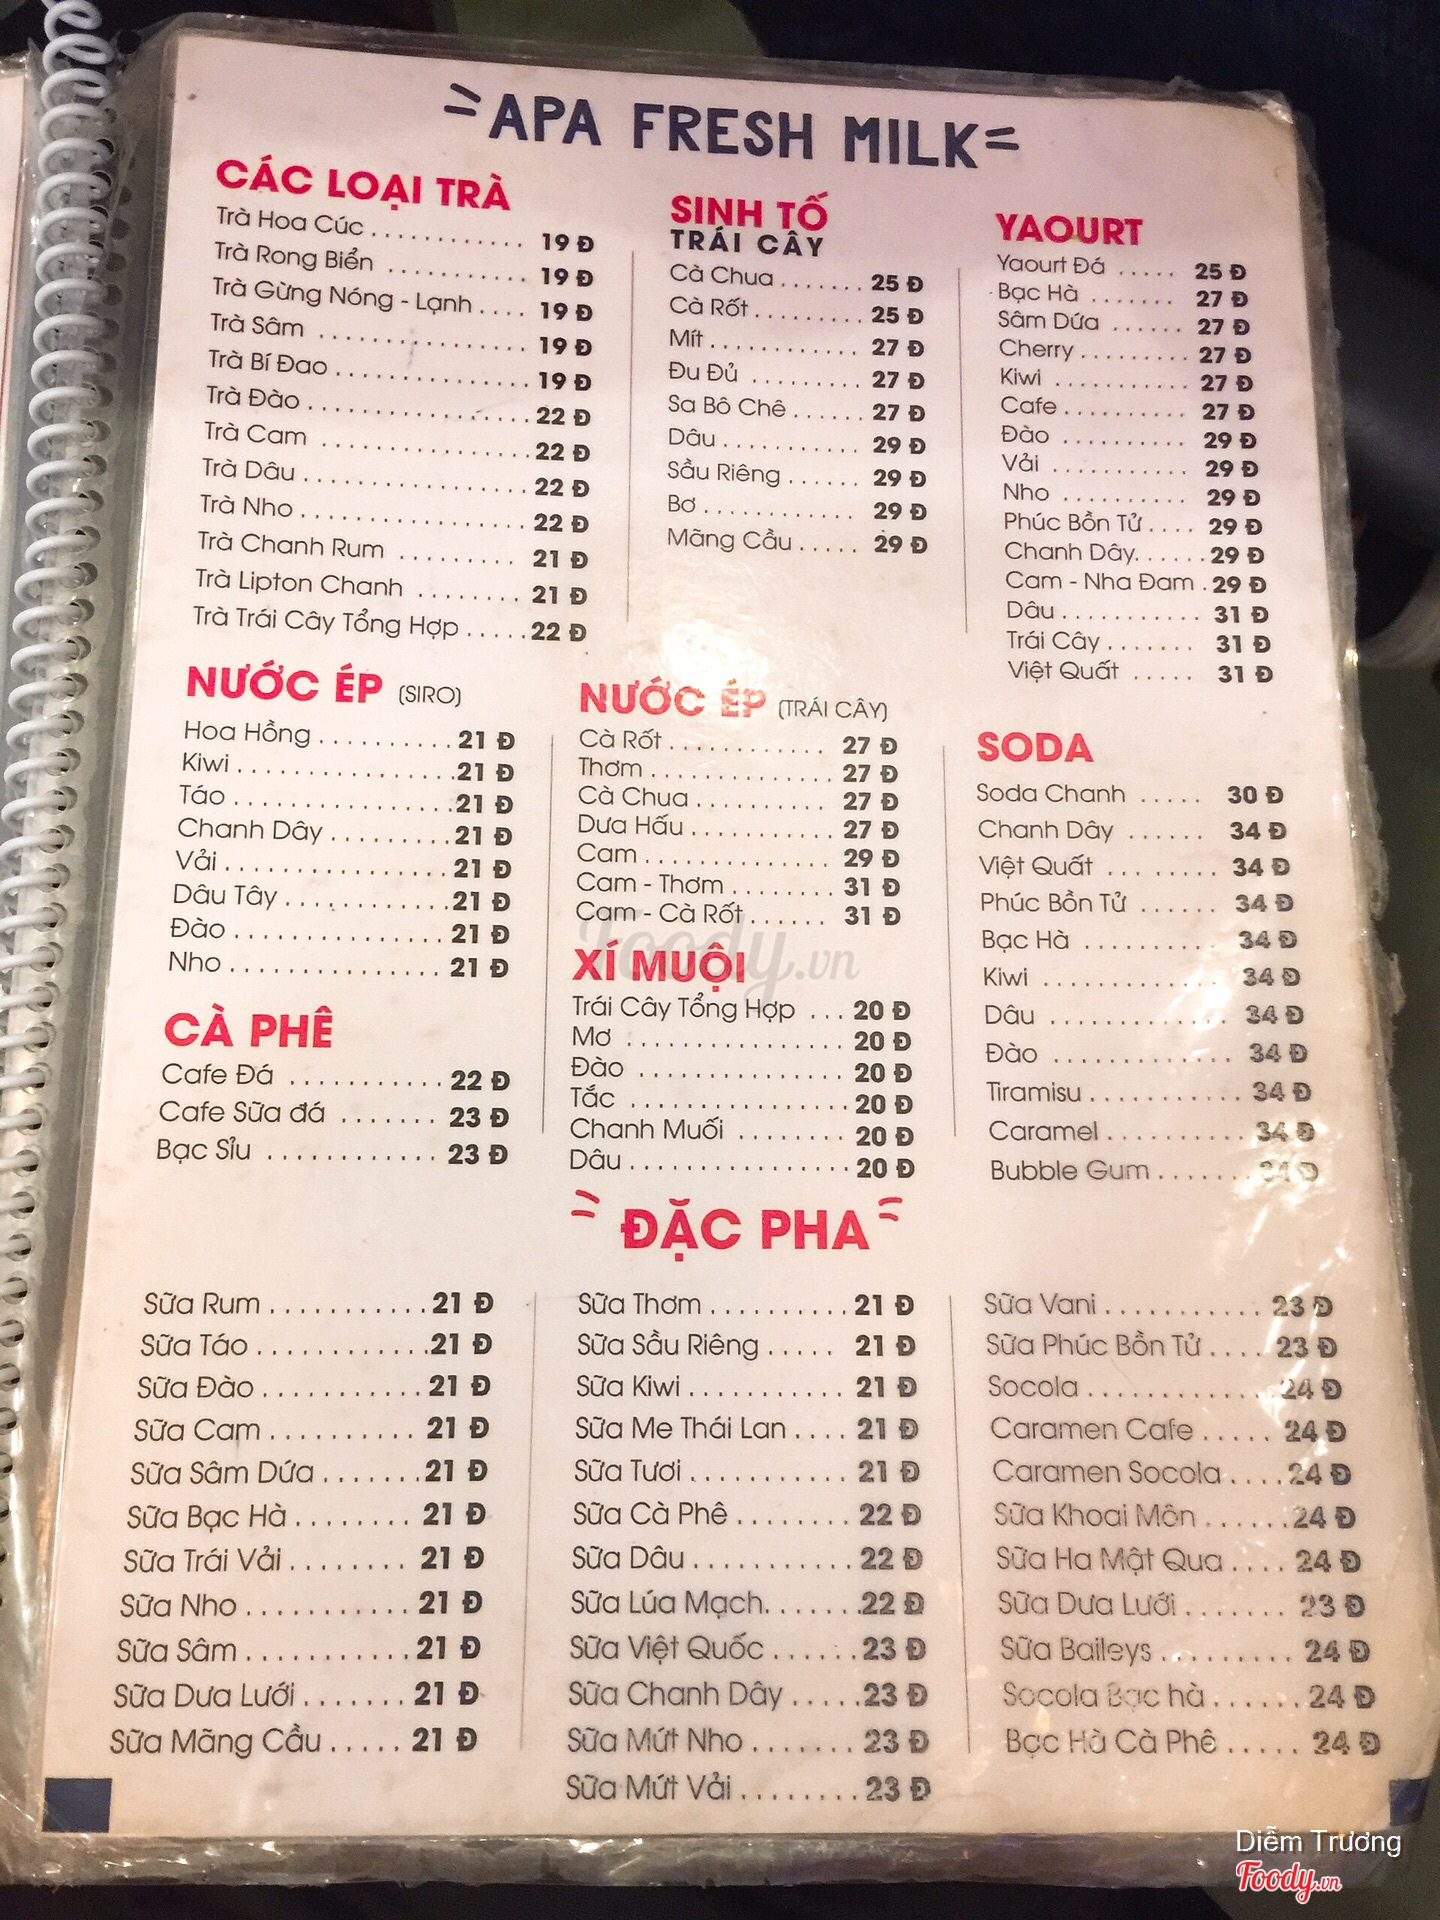 APA FRESH MILK
CÁC LOẠI TRÀ
Trà Hoa Cúc ............ 19 Đ
Trà Rong Biển ........... 19 Đ
Trà Gừng Nóng - Lạnh .... 19 Đ
Trà Sâm ................ 19 Đ
Trà Bí Đao ............... 19 Đ
Trà Đào ................. 22 Đ
Trà Cam ................ 22 Đ
Trà Dâu ................. 22 Đ
Trà Nho ................. 22 Đ
Trà Chanh Rum ......... 21 Đ
Trà Lipton Chanh ........ 21 Đ
Trà Trái Cây Tổng Hợp ..... 22 Đ
SINH TỐ
TRÁI CÂY
Cà Chua ....... 25 Đ
Cà Rốt ......... 25 Đ
Mít ............ 27 Đ
Đu Đủ ......... 27 Đ
Sa Bô Chê ...... 27 Đ
Dâu ........... 29 Đ
Sầu Riêng ...... 29 Đ
Bơ ............ 29 Đ
Mãng Cầu ..... 29 Đ
YAOURT
Yaourt Đá ..... 25 Đ
Bạc Hà ....... 27 Đ
Sâm Dứa ...... 27 Đ
Cherry ......... 27 Đ
Kiwi ........... 27 Đ
Cafe .......... 27 Đ
Đào .......... 29 Đ
Vải ........... 29 Đ
Nho .......... 29 Đ
Phúc Bồn Tử .... 29 Đ
Chanh Dây...... 29 Đ
Cam - Nha Đam . 29 Đ
Dâu ........... 31 Đ
Trái Cây ....... 31 Đ
Việt Quất ..... 31 Đ
NƯỚC ÉP (SIRO)
Hoa Hồng .......... 21 Đ
Kiwi ................. 21 Đ
Táo ................. 21 Đ
Chanh Dây ......... 21 Đ
Vải ................. 21 Đ
Dâu Tây ............ 21 Đ
Đào ................ 21 Đ
Nho ................ 21 Đ
NƯỚC ÉP (TRÁI CÂY)
Cà Rốt ............ 27 Đ
Thơm ............. 27 Đ
Cà Chua .......... 27 Đ
Dưa Hấu .......... 27 Đ
Cam .............. 29 Đ
Cam - Thơm ........ 31 Đ
Cam - Cà Rốt ...... 31 Đ
SODA
Soda Chanh ..... 30 Đ
Chanh Dây ...... 34 Đ
Việt Quất ... .... 34 Đ
Phúc Bồn Tử ...... 34 Đ
Bạc Hà .......... 34 Đ
Kiwi ............ 34 Đ
Dâu ............ 34 Đ
Đào ............ 34 Đ
Tiramisu .......... 34 Đ
Caramel .......... 34 Đ
Bubble Gum ....... 34 Đ
CÀ PHÊ
Cafe Đá ........... 22 Đ
Cafe Sữa đá ....... 23 Đ
Bạc Sỉu ............ 23 Đ
XÍ MUỘI
Trái Cây Tổng Hợp ... 20 Đ
Mơ ............... 20 Đ
Đào .............. 20 Đ
Tắc ............... 20 Đ
Chanh Muối ........ 20 Đ
Dâu ................ 20 Đ
Foody.vn
ĐẶC PHA
Sữa Rum ............ 21 Đ
Sữa Táo ............. 21 Đ
Sữa Đào ............ 21 Đ
Sữa Cam .......... 21 Đ
Sữa Sâm Dứa ....... 21 Đ
Sữa Bạc Hà ........ 21 Đ
Sữa Trái Vải ........ 21 Đ
Sữa Nho ........... 21 Đ
Sữa Sâm ........... 21 Đ
Sữa Dưa Lưới ....... 21 Đ
Sữa Mãng Cầu ..... 21 Đ
Sữa Thơm .......... 21 Đ
Sữa Sầu Riêng ..... 21 Đ
Sữa Kiwi ........... 21 Đ
Sữa Me Thái Lan .... 21 Đ
Sữa Tươi ........... 21 Đ
Sữa Cà Phê ........ 22 Đ
Sữa Dâu ........... 22 Đ
Sữa Lúa Mạch....... 22 Đ
Sữa Việt Quốc ...... 23 Đ
Sữa Chanh Dây ..... 23 Đ
Sữa Mứt Nho ....... 23 Đ
Sữa Mứt Vải ........ 23 Đ
Sữa Vani ........... 23 Đ
Sữa Phúc Bồn Tử .... 23 Đ
Socola ............ 24 Đ
Caramen Cafe ..... 24 Đ
Caramen Socola .... 24 Đ
Sữa Khoai Môn ...... 24 Đ
Sữa Hạ Mật Qua .... 24 Đ
Sữa Dưa Lưới ....... 23 Đ
Sữa Baileys ......... 24 Đ
Socola Bạc hà ...... 24 Đ
Bạc Hà Cà Phê ..... 24 Đ
Diễm Trương
Foody.vn